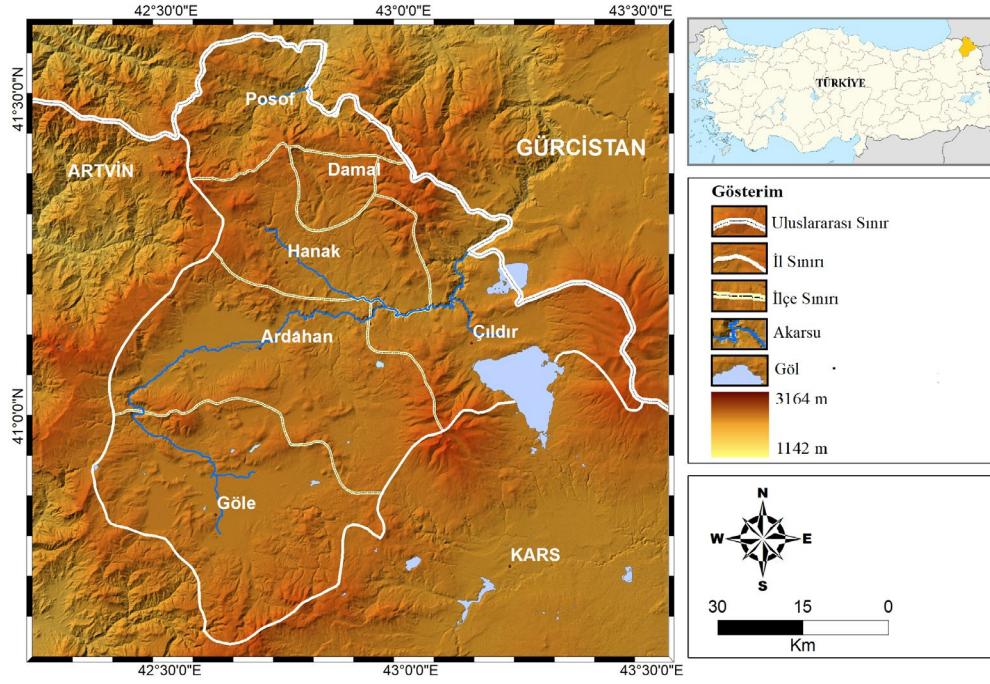 42°30'0"E
43°0'0"E
43°30'0"E
41°30'0"N
41°0'0"N
Posof
GÜRCİSTAN
ARTVİN
Damal
Hanak
Ardahan
Çıldır
Göle
KARS
42°30'0"E
43°0'0"E
43°30'0"E
TÜRKİYE
Gösterim
Uluslararası Sınır
İl Sınırı
İlçe Sınırı
Akarsu
Göl
3164 m
1142 m
N
W
E
S
30
15
0
Km